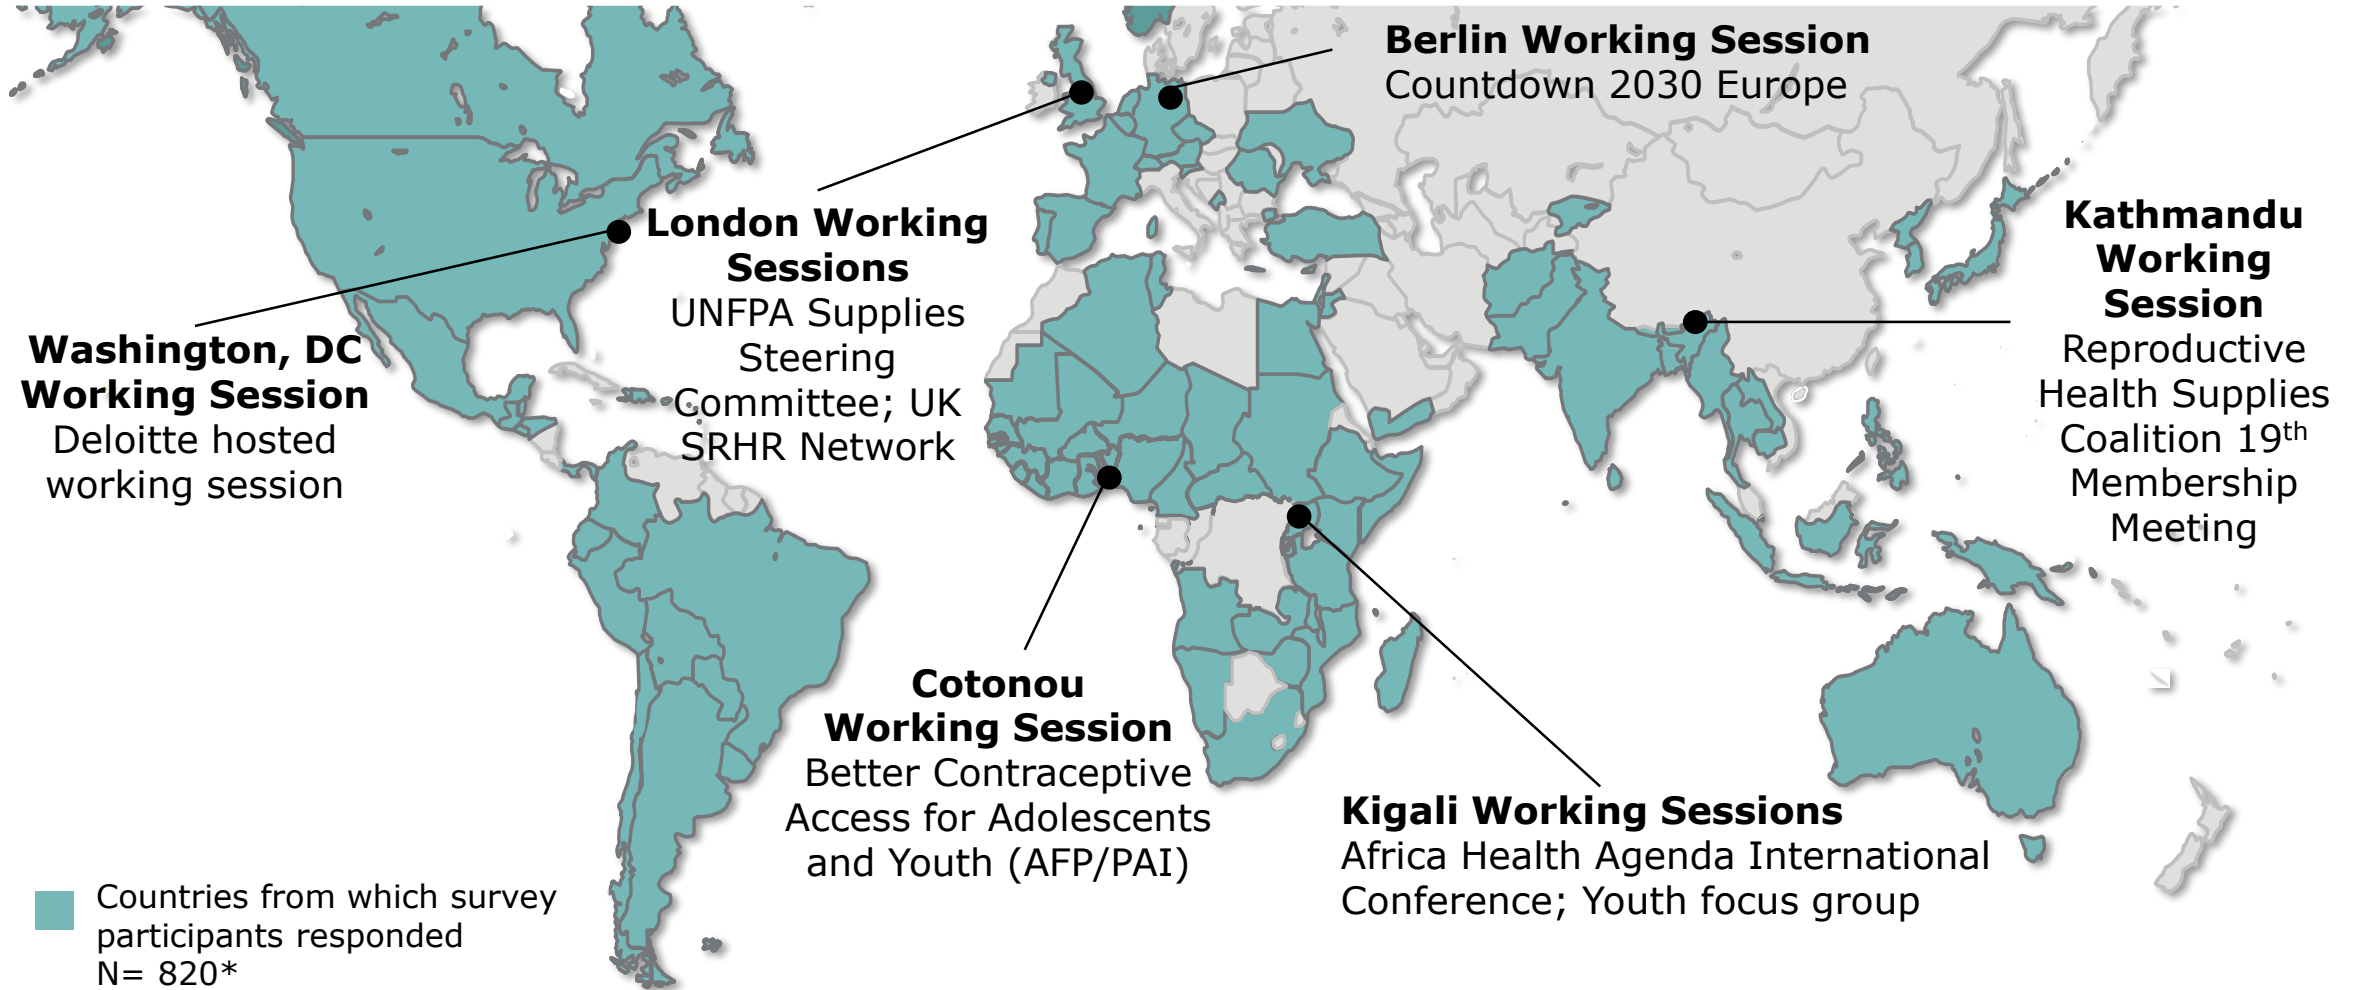 Berlin Working Session
Countdown 2030 Europe
London Working
Sessions
UNFPA Supplies
Steering
Committee; UK
SRHR Network
Kathmandu
Working
Session
Reproductive
Health Supplies
Coalition 19th
Membership
Meeting
Washington, DC
Working Session
Deloitte hosted
working session
Cotonou
Working Session
Better Contraceptive
Access for Adolescents
and Youth (AFP/PAI)
Kigali Working Sessions
Africa Health Agenda International
Conference; Youth focus group
Countries from which survey
participants responded
N= 820*